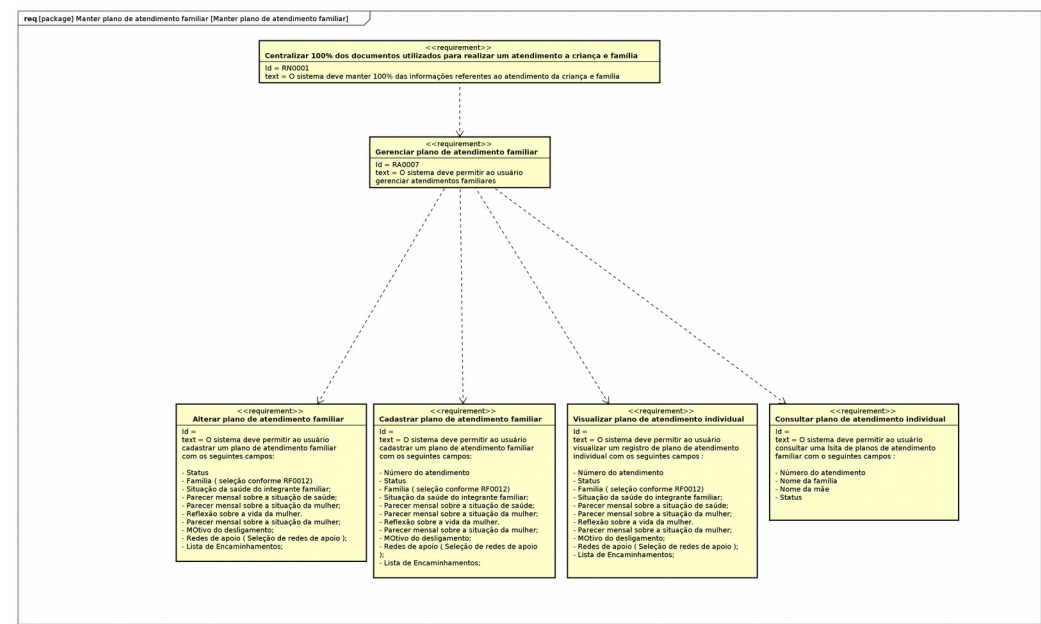 req [package] Manter plano de atendimento familiar [Manter plano de atendimento familiar]
<<requirement>>
Centralizar 100% dos documentos utilizados para realizar um atendimento a criança e família
Id = RN0001
text = O sistema deve manter 100% das informações referentes ao atendimento da criança e família
<<requirement>>
Gerenciar plano de atendimento familiar
Id = RA0007
text = O sistema deve permitir ao usuário
gerenciar atendimentos familiares
<<requirement>>
Alterar plano de atendimento familiar
Id =
text = O sistema deve permitir ao usuário
cadastrar um plano de atendimento familiar
com os seguintes campos:
- Status
- Familia ( seleção conforme RF0012)
- Situação da saúde do integrante familiar;
- Parecer mensal sobre a situação de saúde;
- Parecer mensal sobre a situação da mulher;
- Reflexão sobre a vida da mulher.
- Parecer mensal sobre a situação da mulher;
- MOtivo do desligamento;
- Redes de apoio ( Seleção de redes de apoio );
- Lista de Encaminhamentos;
<<requirement>>
Cadastrar plano de atendimento familiar
Id =
text = O sistema deve permitir ao usuário
cadastrar um plano de atendimento familiar
com os seguintes campos:
- Número do atendimento
- Status
- Familia ( seleção conforme RF0012)
- Situação da saúde do integrante familiar;
- Parecer mensal sobre a situação de saúde;
- Parecer mensal sobre a situação da mulher;
- Reflexão sobre a vida da mulher.
- Parecer mensal sobre a situação da mulher;
- MOtivo do desligamento;
- Redes de apoio ( Seleção de redes de apoio
);
- Lista de Encaminhamentos;
<<requirement>>
Visualizar plano de atendimento individual
Id =
text = O sistema deve permitir ao usuário
visualizar um registro de plano de atendimento
individual com os seguintes campos :
- Número do atendimento
- Status
- Familia ( seleção conforme RF0012)
- Situação da saúde do integrante familiar;
- Parecer mensal sobre a situação de saúde;
- Parecer mensal sobre a situação da mulher;
- Reflexão sobre a vida da mulher.
- Parecer mensal sobre a situação da mulher;
- MOtivo do desligamento;
- Redes de apoio ( Seleção de redes de apoio );
- Lista de Encaminhamentos;
<<requirement>>
Consultar plano de atendimento individual
Id =
text = O sistema deve permitir ao usuário
consultar uma lsita de planos de atendimento
familiar com o seguintes campos :
- Número do atendimento
- Nome da familia
- Nome da mãe
- Status